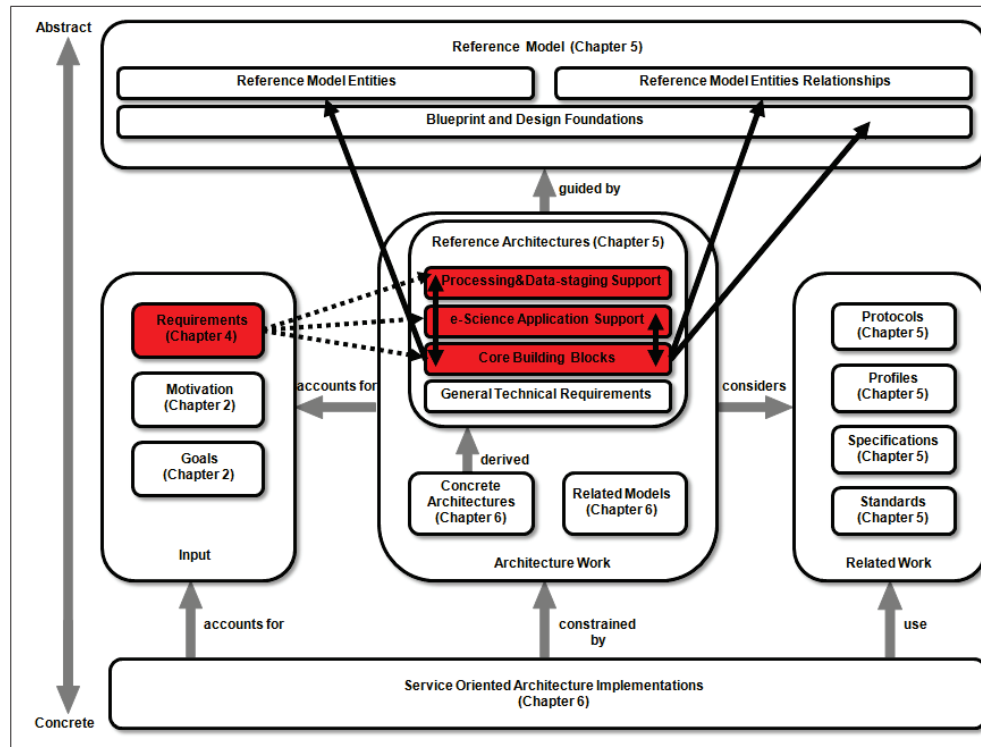 Abstract
Reference Model (Chapter 5)
Reference Model Entities
Reference Model Entities Relationships
Blueprint and Design Foundations
guided by
Reference Architectures (Chapter 5)
Processing&Data-staging Support
e-Science Application Support
Core Building Blocks
General Technical Requirements
Requirements
(Chapter 4)
Motivation
(Chapter 2)
Goals
(Chapter 2)
Input
accounts for
derived
Concrete
Architectures
(Chapter 6)
Related Models
(Chapter 6)
Architecture Work
considers
Protocols
(Chapter 5)
Profiles
(Chapter 5)
Specifications
(Chapter 5)
Standards
(Chapter 5)
Related Work
accounts for
constrained
by
use
Service Oriented Architecture Implementations
(Chapter 6)
Concrete